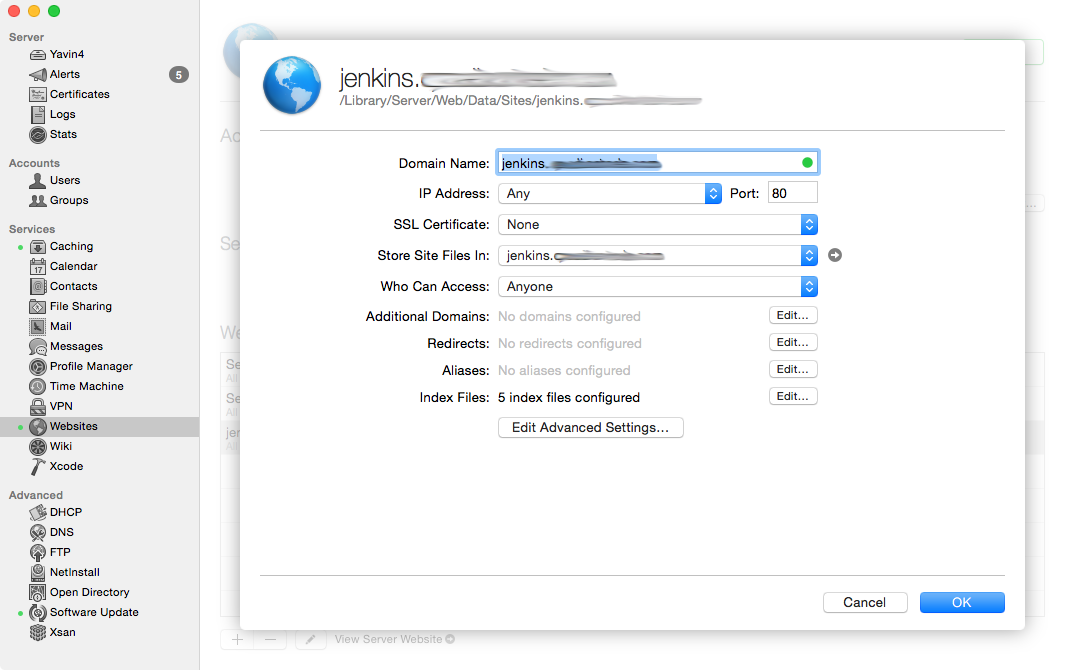 Server
Yavin4
Alerts 5
Certificates
Logs
Stats
Accounts
Users
Groups
Services
Caching
Calendar
Contacts
File Sharing
Mail
Messages
Profile Manager
Time Machine
VPN
Websites
Wiki
Xcode
Advanced
DHCP
DNS
FTP
NetInstall
Open Directory
Software Update
Xsan
jenkins.
/Library/Server/Web/Data/Sites/jenkins.
Domain Name: jenkins.
IP Address: Any Port: 80
SSL Certificate: None
Store Site Files In: jenkins.
Who Can Access: Anyone
Additional Domains: No domains configured Edit...
Redirects: No redirects configured Edit...
Aliases: No aliases configured Edit...
Index Files: 5 index files configured Edit...
Edit Advanced Settings...
Cancel OK
View Server Website